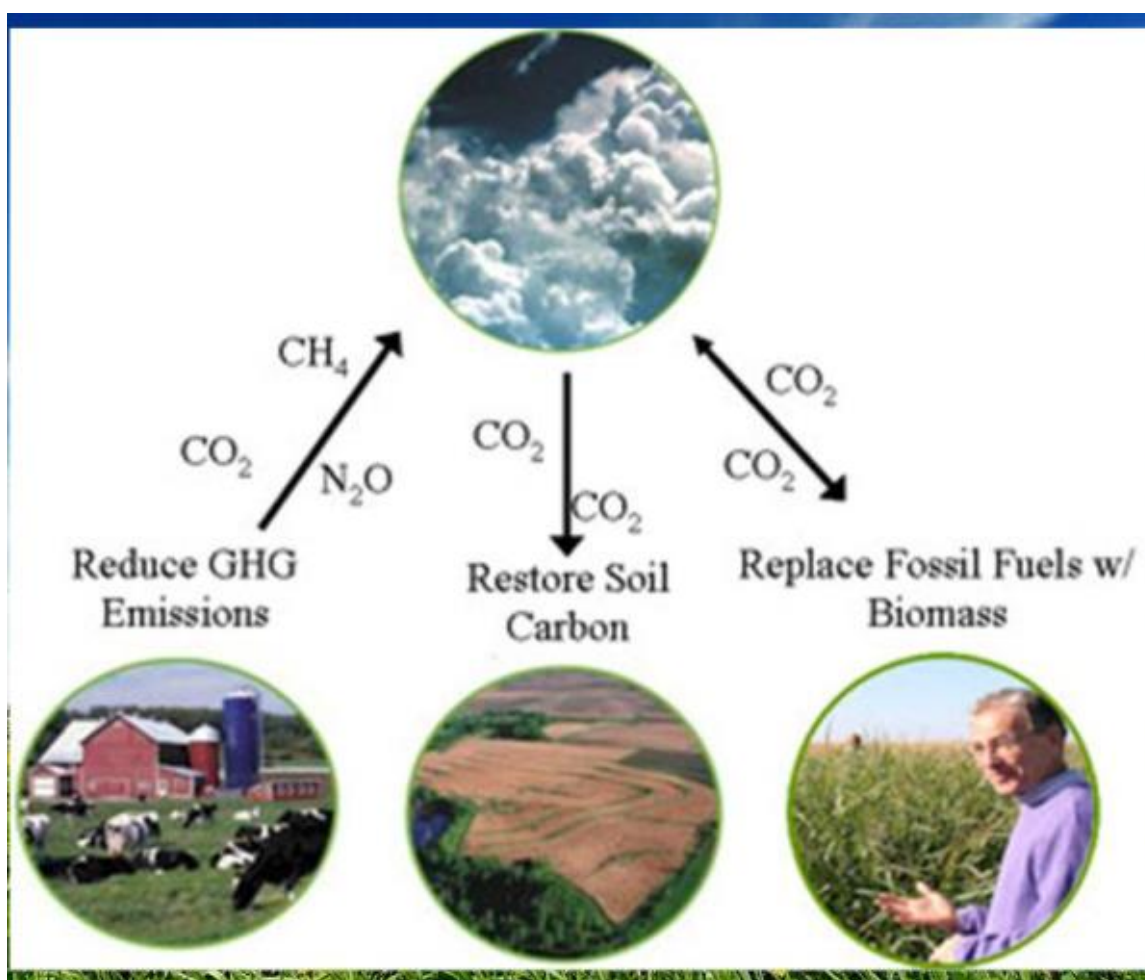 CH₄
CO₂
N₂O
CO₂
CO₂
CO₂
CO₂
Reduce GHG
Emissions
Restore Soil
Carbon
Replace Fossil Fuels w/
Biomass